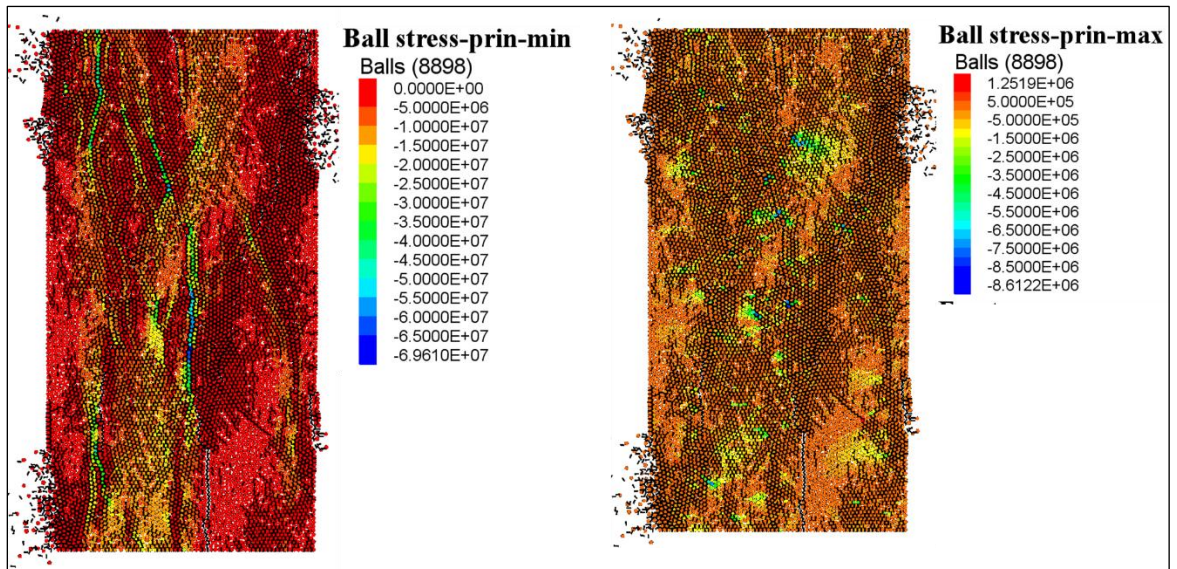 Ball stress-prin-min
Balls (8898)
0.0000E+00
-5.0000E+06
-1.0000E+07
-1.5000E+07
-2.0000E+07
-2.5000E+07
-3.0000E+07
-3.5000E+07
-4.0000E+07
-4.5000E+07
-5.0000E+07
-5.5000E+07
-6.0000E+07
-6.5000E+07
-6.9610E+07
Ball stress-prin-max
Balls (8898)
1.2519E+06
5.0000E+05
-5.0000E+05
-1.5000E+06
-2.5000E+06
-3.5000E+06
-4.5000E+06
-5.5000E+06
-6.5000E+06
-7.5000E+06
-8.5000E+06
-8.6122E+06